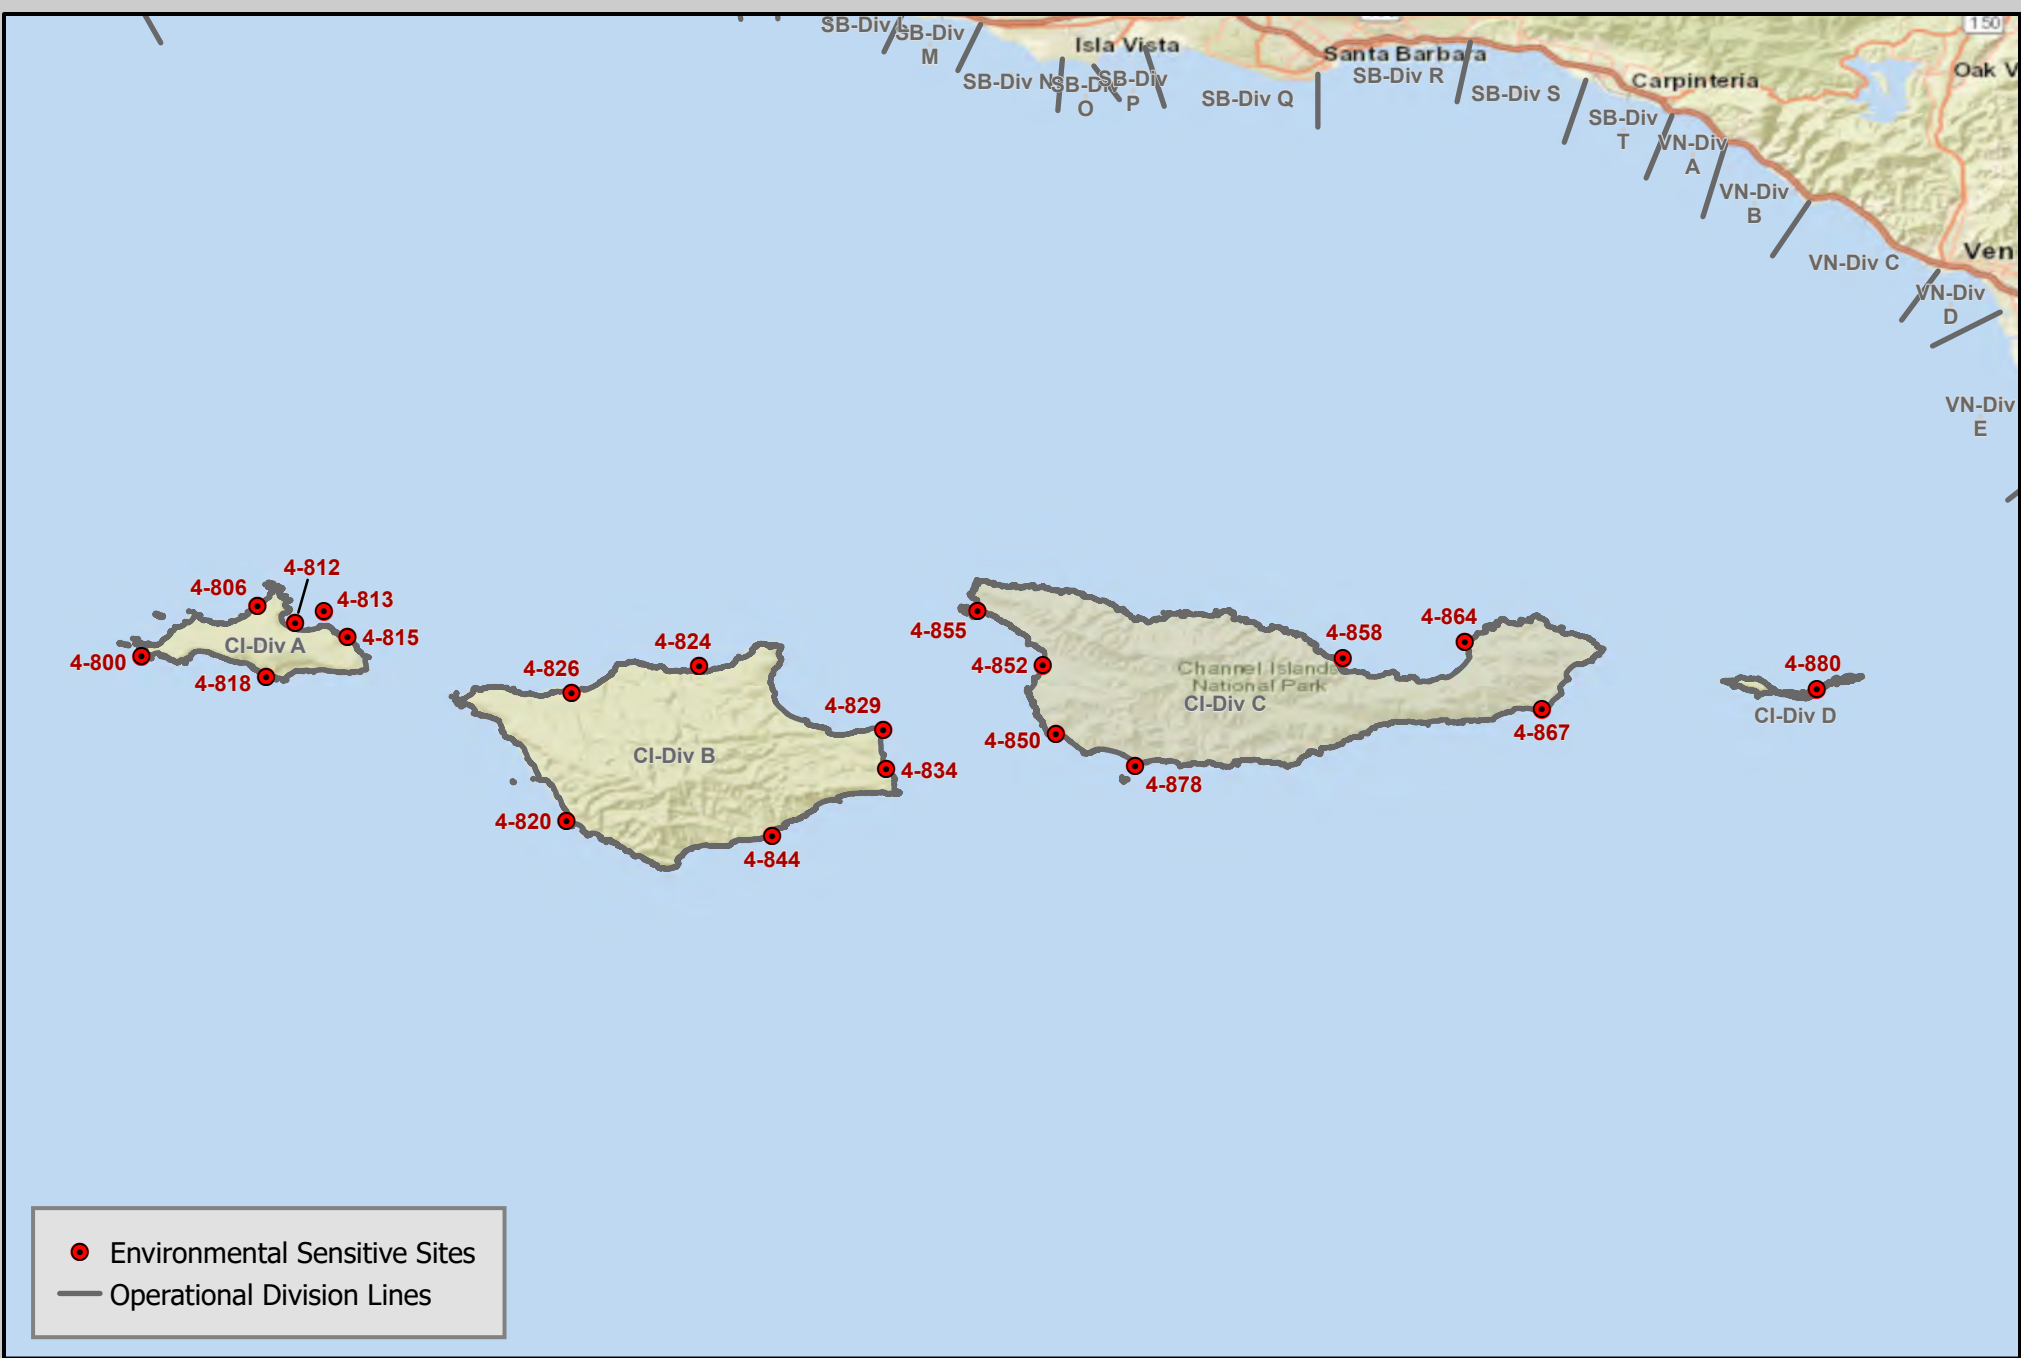 SB-Div
SB-Div
M
Isla Vista
SB-Div N
SB-Div
O
SB-Div
P
SB-Div Q
Santa Barbara
SB-Div R
SB-Div S
Carpinteria
SB-Div
T
VN-Div
A
VN-Div
B
VN-Div C
VN-Div
D
VN-Div
E
150
Oak V
Ven
4-812
4-806
4-813
4-815
CI-Div A
4-800
4-818
4-824
4-826
4-829
CI-Div B
4-834
4-820
4-844
4-855
4-858
4-864
4-852
Channel Islands
National Park
CI-Div C
4-850
4-867
4-878
4-880
CI-Div D
Environmental Sensitive Sites
Operational Division Lines